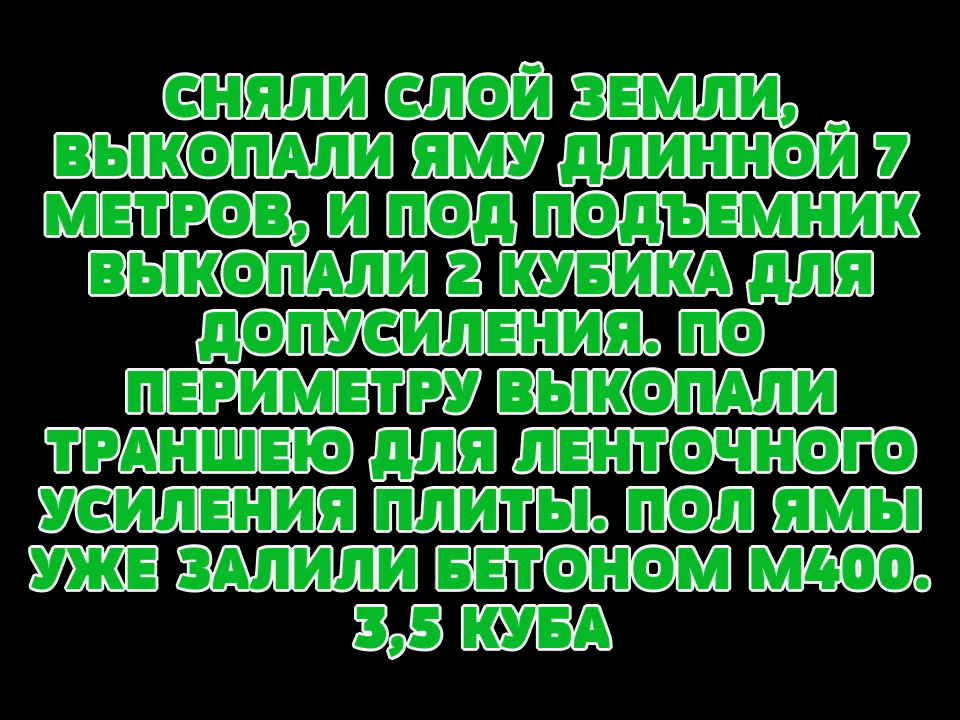 СНЯЛИ СЛОЙ ЗЕМЛИ,
ВЫКОПАЛИ ЯМУ ДЛИННОЙ 7
МЕТРОВ, И ПОД ПОДЪЕМНИК
ВЫКОПАЛИ 2 КУБИКА ДЛЯ
ДОПУСИЛЕНИЯ. ПО
ПЕРИМЕТРУ ВЫКОПАЛИ
ТРАНШЕЮ ДЛЯ ЛЕНТОЧНОГО
УСИЛЕНИЯ ПЛИТЫ. ПОЛ ЯМЫ
УЖЕ ЗАЛИЛИ БЕТОНОМ М400.
3,5 КУБА